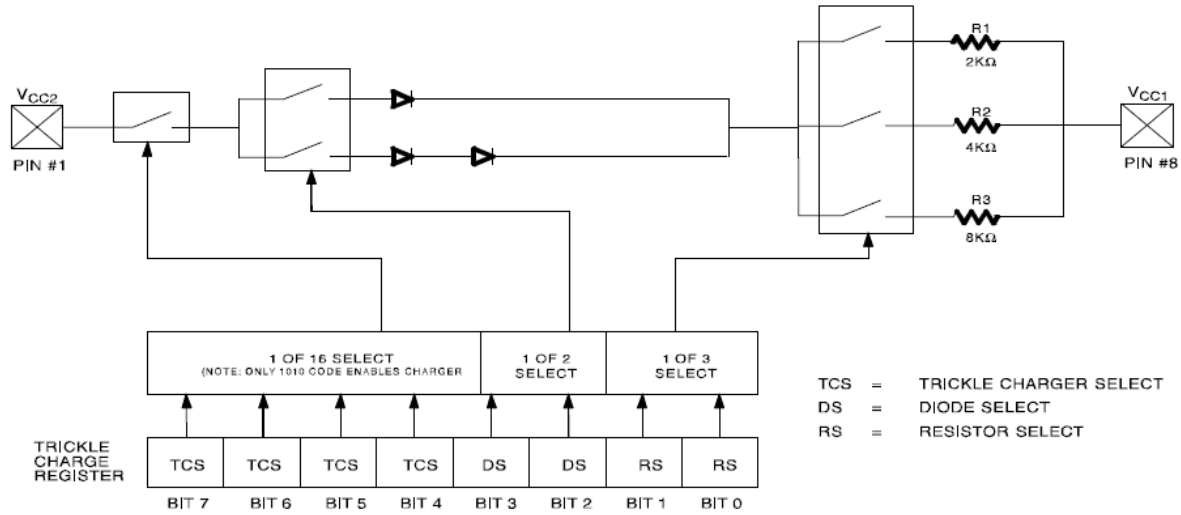 R1
2KΩ
VCC2
PIN #1
R2
4KΩ
VCC1
PIN #8
R3
8KΩ
1 OF 16 SELECT
(NOTE: ONLY 1010 CODE ENABLES CHARGER
1 OF 2
SELECT
1 OF 3
SELECT
TCS = TRICKLE CHARGER SELECT
DS = DIODE SELECT
RS = RESISTOR SELECT
TRICKLE
CHARGE
REGISTER
TCS TCS TCS TCS DS DS RS RS
BIT 7 BIT 6 BIT 5 BIT 4 BIT 3 BIT 2 BIT 1 BIT 0